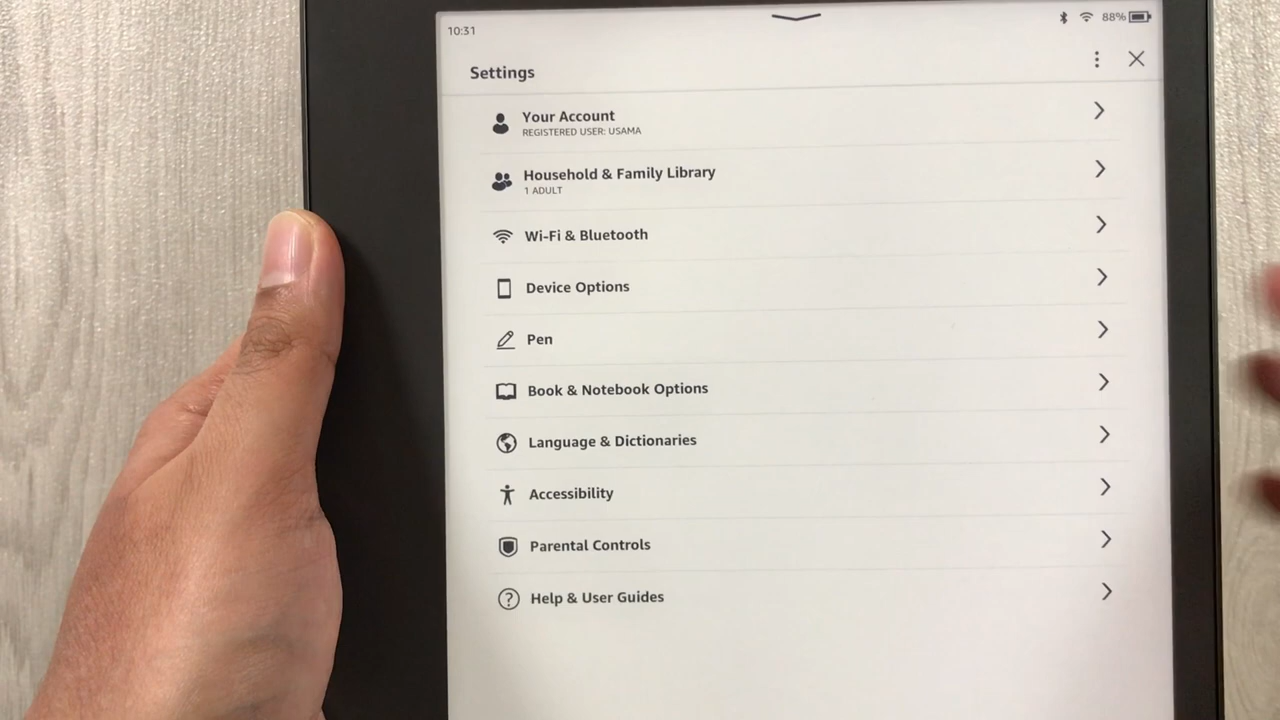 10:31
88%
Settings
Your Account
REGISTERED USER: USAMA
Household & Family Library
1 ADULT
Wi-Fi & Bluetooth
Device Options
Pen
Book & Notebook Options
Language & Dictionaries
Accessibility
Parental Controls
Help & User Guides